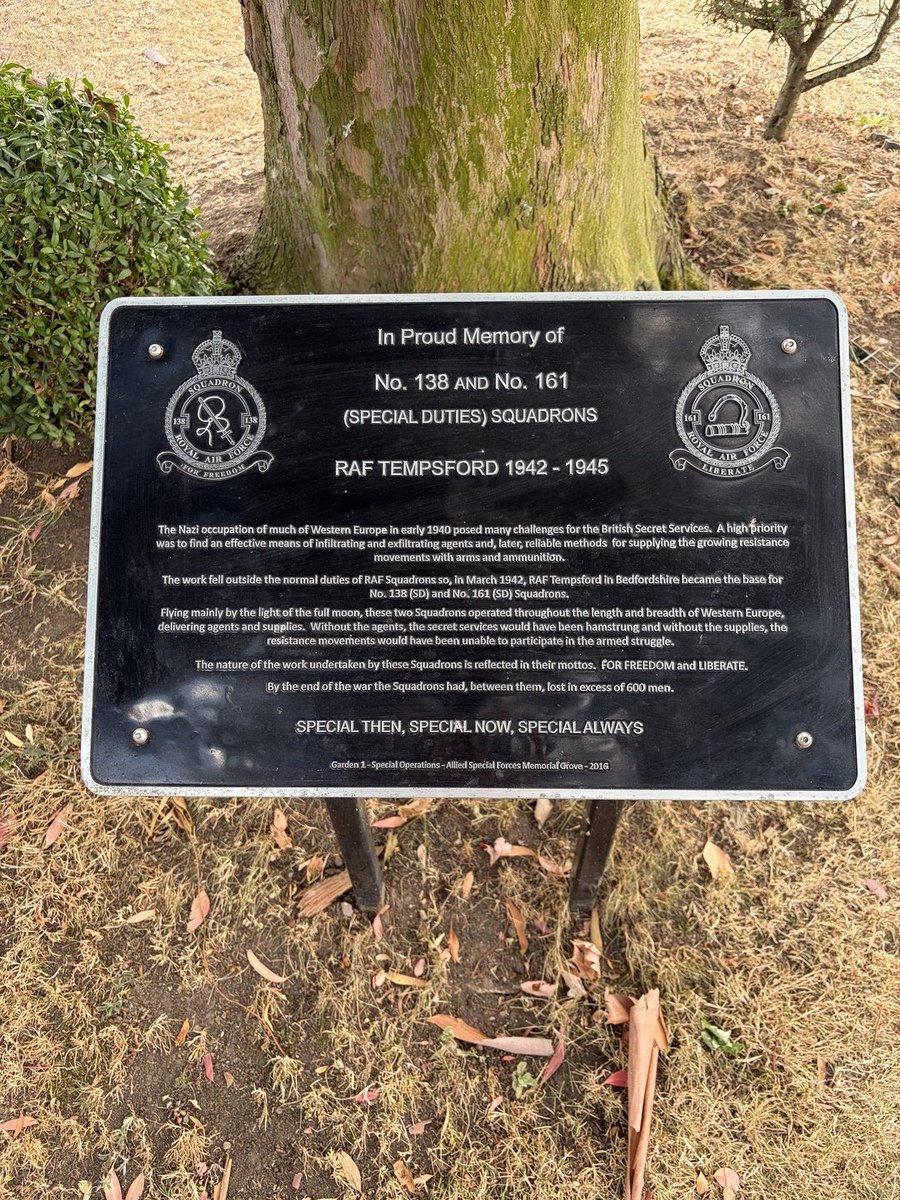 In Proud Memory of
No. 138 AND No. 161
(SPECIAL DUTIES) SQUADRONS
RAF TEMPSFORD 1942 - 1945
SQUADRON
138 138
ROYAL AIR FORCE
FOR FREEDOM
SQUADRON
161 161
ROYAL AIR FORCE
LIBERATE
The Nazi occupation of much of Western Europe in early 1940 posed many challenges for the British Secret Services. A high priority
was to find an effective means of infiltrating and exfiltrating agents and, later, reliable methods for supplying the growing resistance
movements with arms and ammunition.
The work fell outside the normal duties of RAF Squadrons so, in March 1942, RAF Tempsford in Bedfordshire became the base for
No. 138 (SD) and No. 161 (SD) Squadrons.
Flying mainly by the light of the full moon, these two Squadrons operated throughout the length and breadth of Western Europe,
delivering agents and supplies. Without the agents, the secret services would have been hamstrung and without the supplies, the
resistance movements would have been unable to participate in the armed struggle.
The nature of the work undertaken by these Squadrons is reflected in their mottos. FOR FREEDOM and LIBERATE.
By the end of the war the Squadrons had, between them, lost in excess of 600 men.
SPECIAL THEN, SPECIAL NOW, SPECIAL ALWAYS
Garden 1 - Special Operations - Allied Special Forces Memorial Grove - 2016